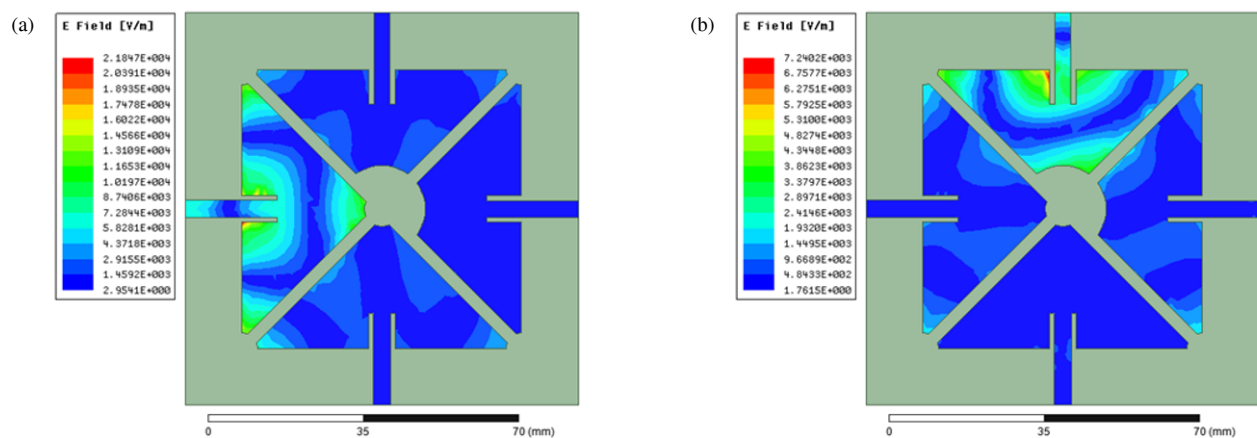 (a)
E Field [V/m]
2.1847E+004
2.0391E+004
1.8935E+004
1.7478E+004
1.6022E+004
1.4566E+004
1.3109E+004
1.1653E+004
1.0197E+004
8.7406E+003
7.2844E+003
5.8281E+003
4.3718E+003
2.9155E+003
1.4592E+003
2.9541E+000
0 35 70 (mm)
(b)
E Field [V/m]
7.2402E+003
6.7577E+003
6.2751E+003
5.7925E+003
5.3100E+003
4.8274E+003
4.3448E+003
3.8623E+003
3.3797E+003
2.8971E+003
2.4146E+003
1.9320E+003
1.4495E+003
9.6689E+002
4.8433E+002
1.7615E+000
0 35 70 (mm)